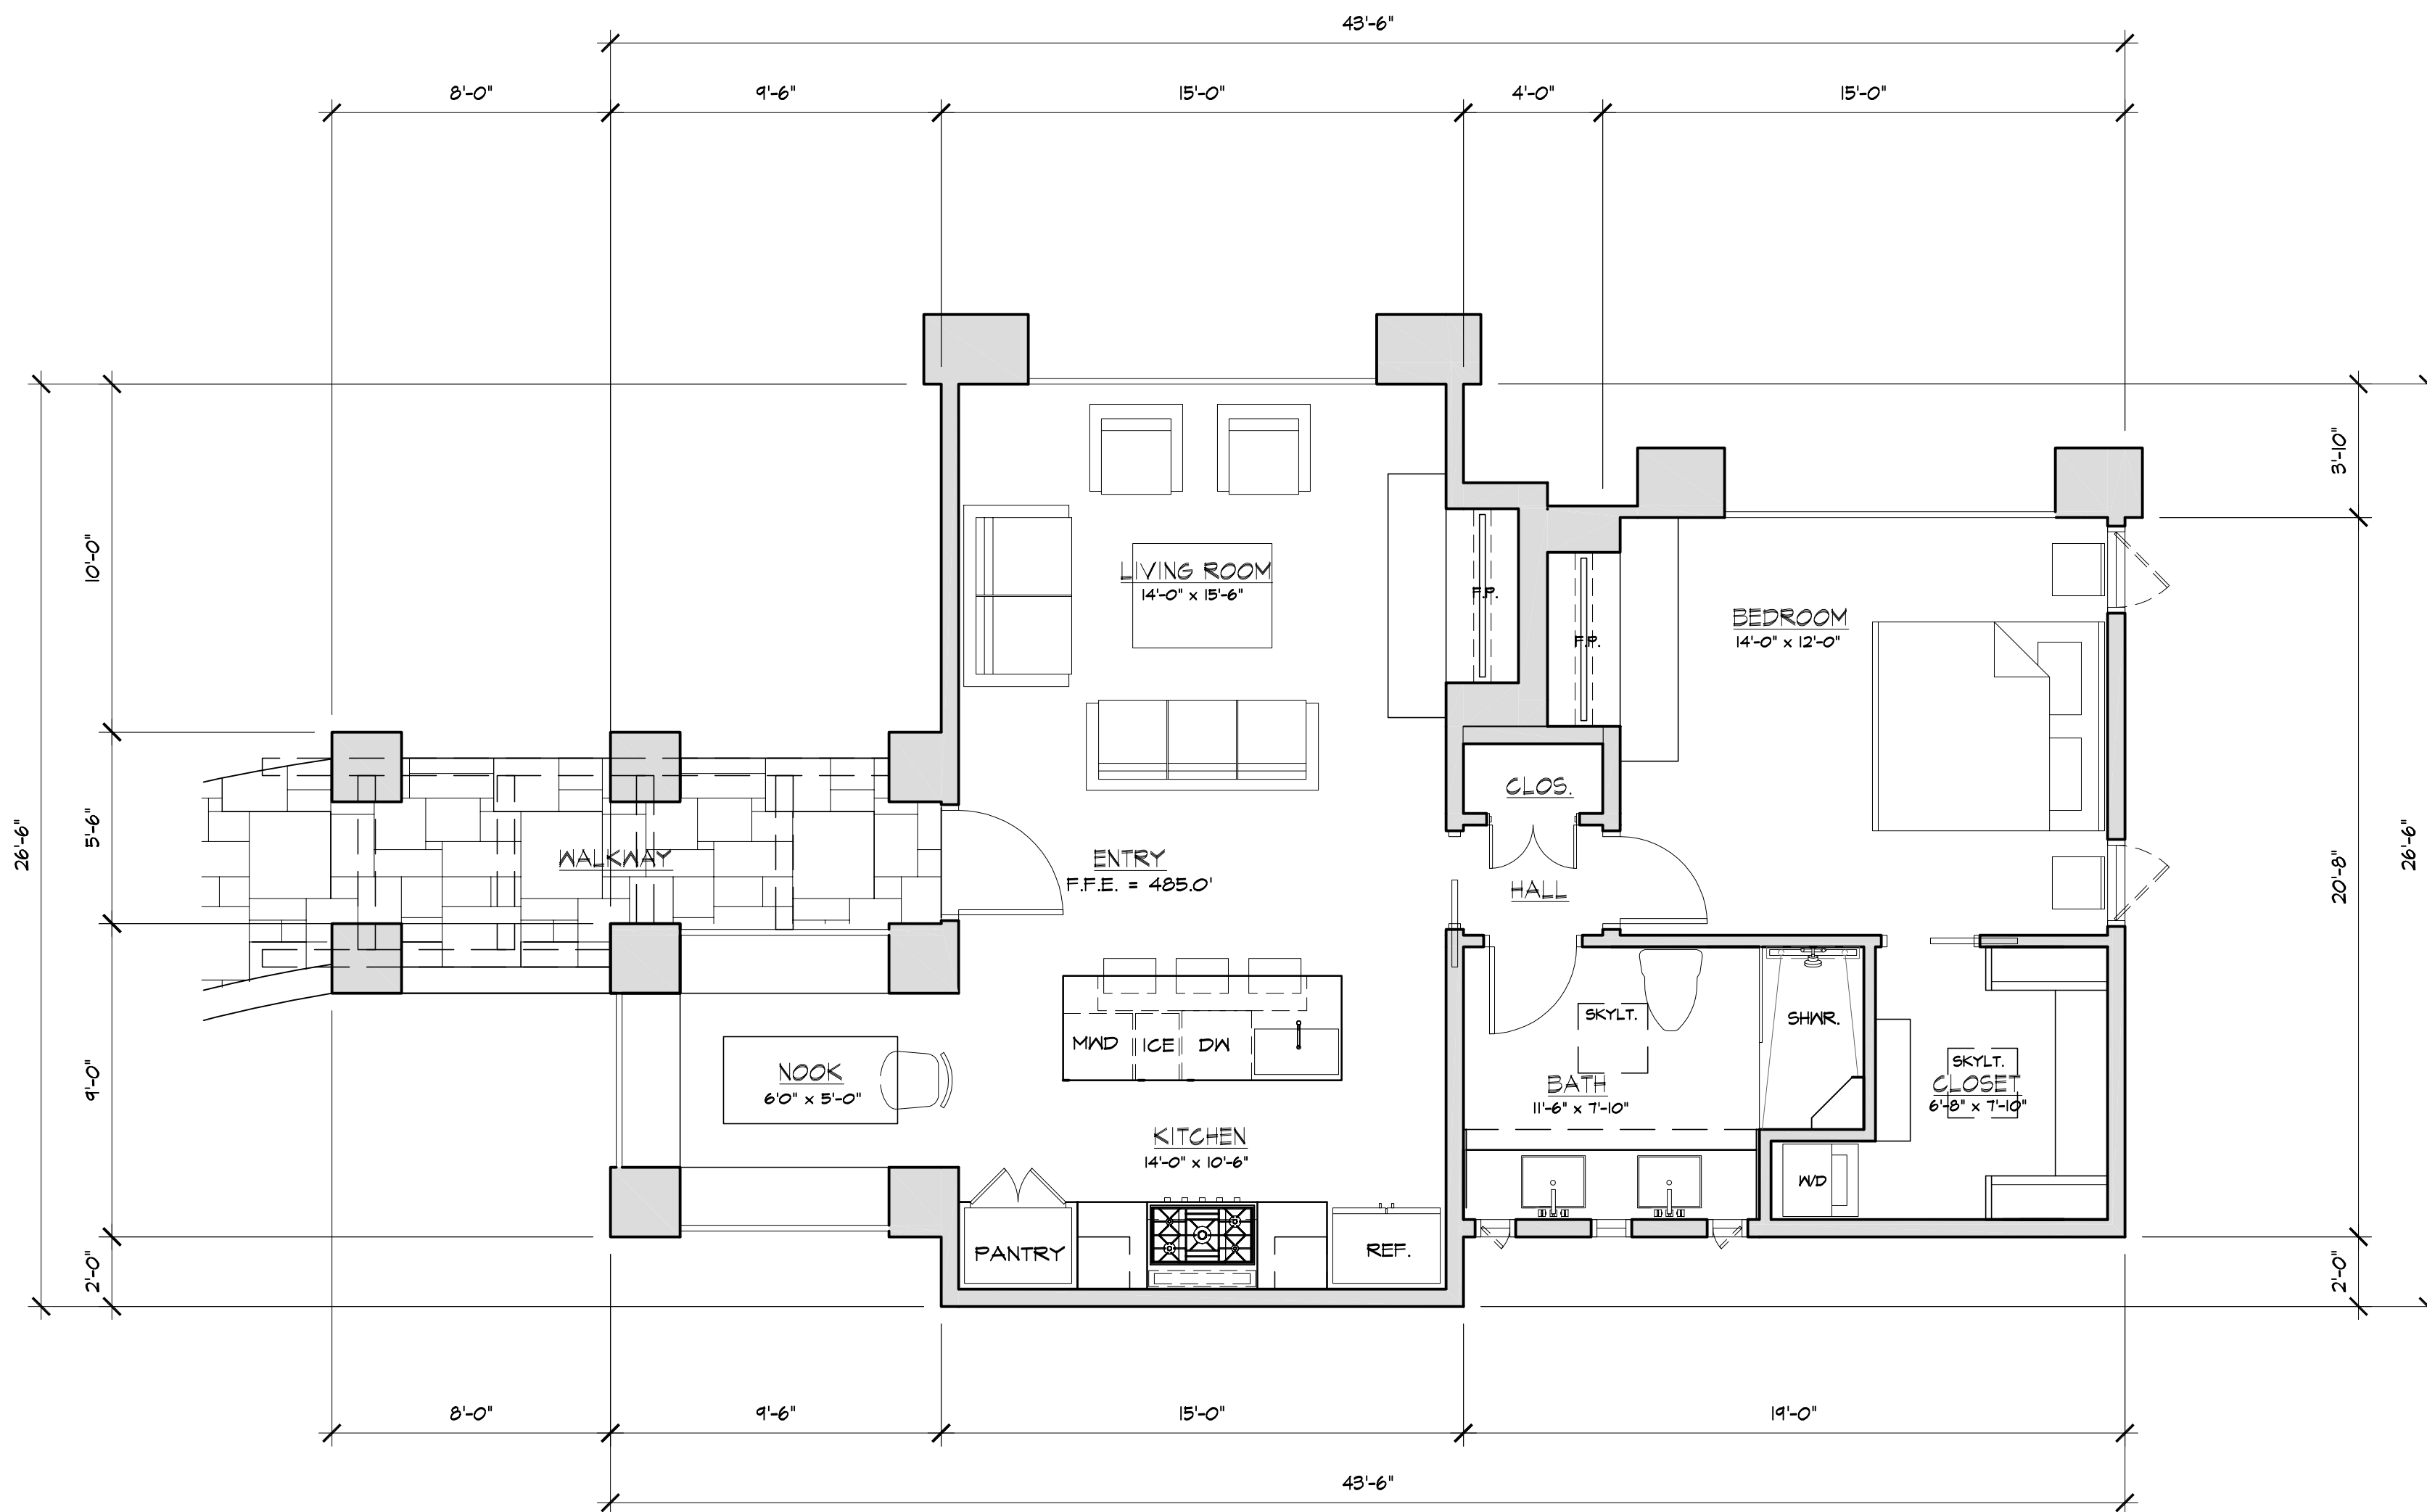 43'-6"
8'-0"
9'-6"
15'-0"
4'-0"
15'-0"
3'-10"
10'-0"
LIVING ROOM
14'-0" x 15'-6"
F.P.
F.P.
BEDROOM
14'-0" x 12'-0"
CLOS.
26'-6"
5'-6"
WALKWAY
ENTRY
F.F.E. = 485.0'
HALL
20'-8"
26'-6"
9'-0"
NOOK
6'0" x 5'-0"
MWD
ICE
DW
SKYLT.
SHWR.
BATH
11'-6" x 7'-10"
SKYLT.
CLOSET
6'-8" x 7'-10"
KITCHEN
14'-0" x 10'-6"
W/D
2'-0"
PANTRY
REF.
2'-0"
8'-0"
9'-6"
15'-0"
19'-0"
43'-6"